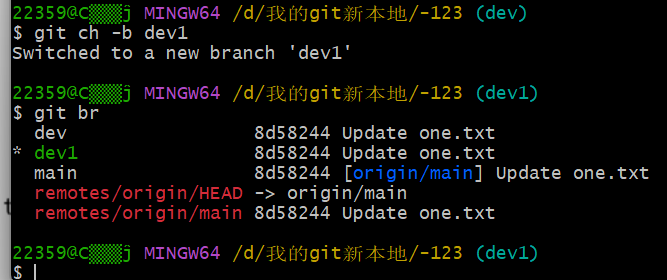 22359@C▒▒▒ĵ MINGW64 /d/我的git新本地/-123 (dev)
$ git ch -b dev1
Switched to a new branch 'dev1'
22359@C▒▒▒ĵ MINGW64 /d/我的git新本地/-123 (dev1)
$ git br
dev 8d58244 Update one.txt
* dev1 8d58244 Update one.txt
main 8d58244 [origin/main] Update one.txt
remotes/origin/HEAD -> origin/main
remotes/origin/main 8d58244 Update one.txt
22359@C▒▒▒ĵ MINGW64 /d/我的git新本地/-123 (dev1)
$